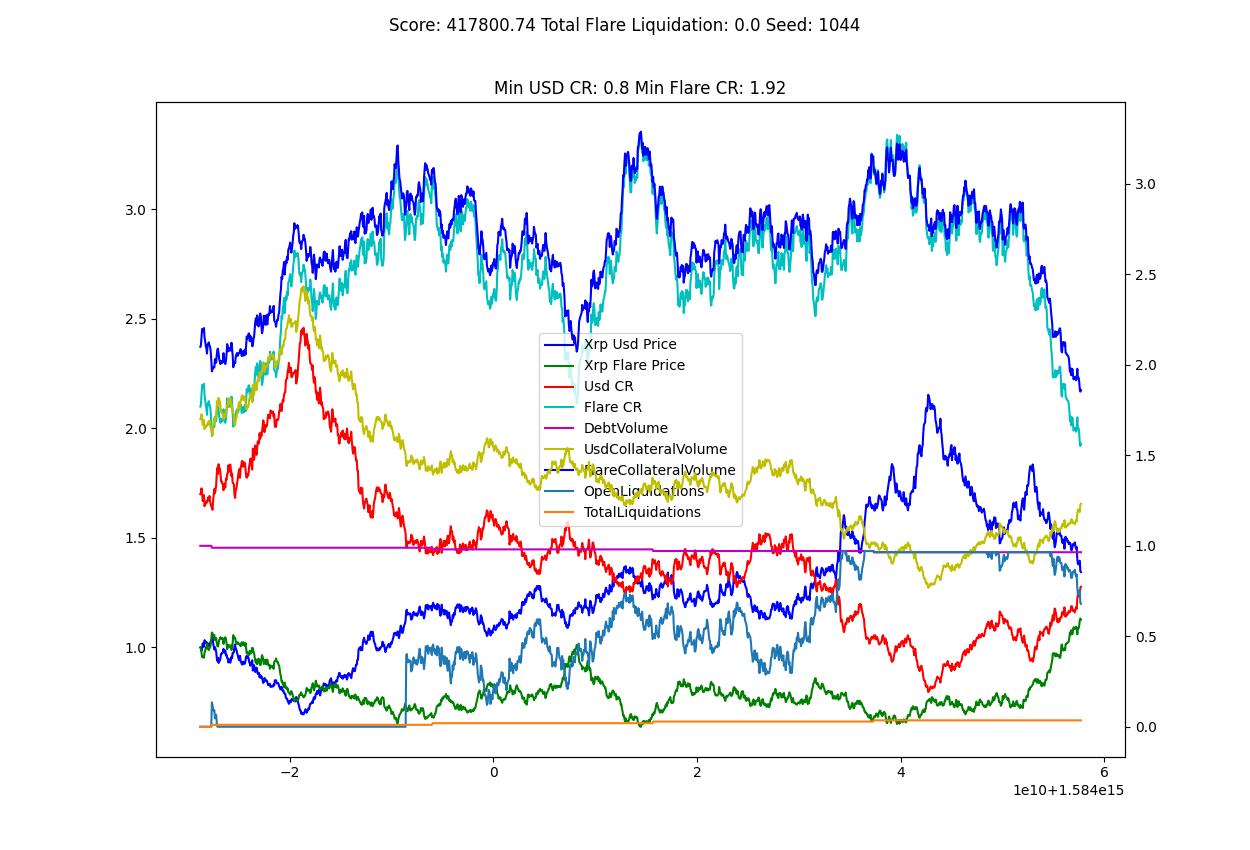 Score: 417800.74 Total Flare Liquidation: 0.0 Seed: 1044
Min USD CR: 0.8 Min Flare CR: 1.92
3.0
2.5
2.0
1.5
1.0
3.0
2.5
2.0
1.5
1.0
0.5
0.0
Xrp Usd Price
Xrp Flare Price
Usd CR
Flare CR
DebtVolume
UsdCollateralVolume
FlareCollateralVolume
OpenLiquidations
TotalLiquidations
−2 0 2 4 6
1e10+1.584e15